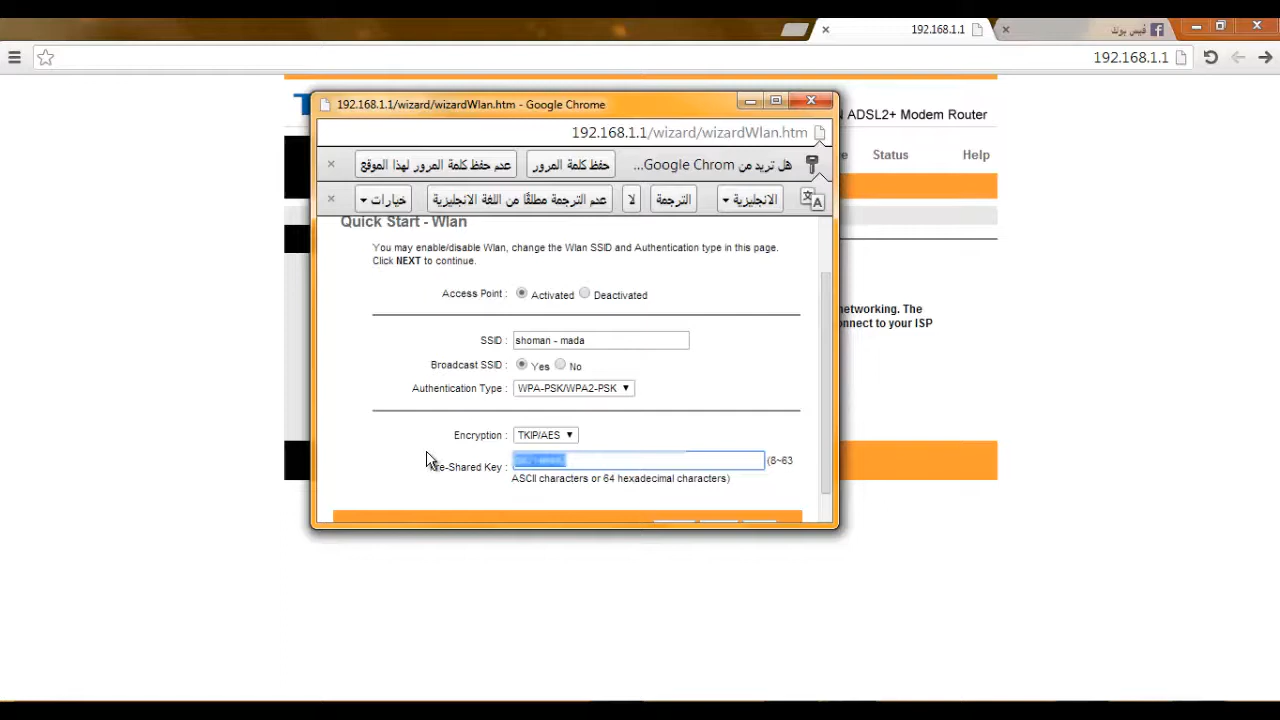 192.168.1.1
فيس بوك
192.168.1.1
192.168.1.1/wizard/wizardWlan.htm - Google Chrome
192.168.1.1/wizard/wizardWlan.htm
هل تريد من Google Chrom...
حفظ كلمة المرور
عدم حفظ كلمة المرور لهذا الموقع
الانجليزية
الترجمة
لا
عدم الترجمة مطلقًا من اللغة الانجليزية
خيارات
N ADSL2+ Modem Router
e
Status
Help
Quick Start - Wlan
You may enable/disable Wlan, change the Wlan SSID and Authentication type in this page.
Click NEXT to continue.
Access Point : Activated Deactivated
etworking. The
onnect to your ISP
SSID : shoman - mada
Broadcast SSID : Yes No
Authentication Type : WPA-PSK/WPA2-PSK
Encryption : TKIP/AES
re-Shared Key : (8~63
ASCII characters or 64 hexadecimal characters)